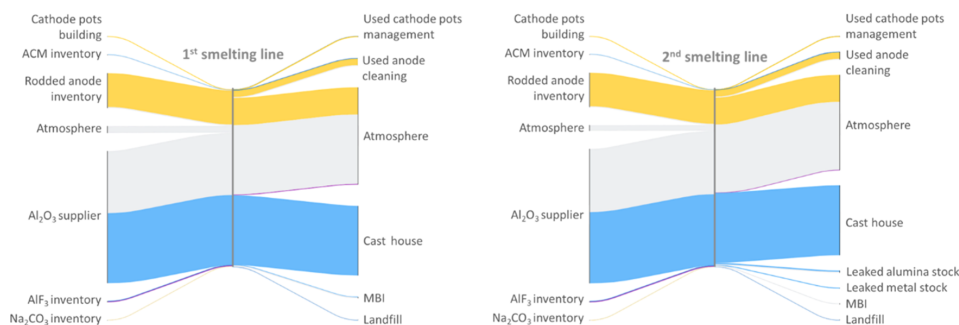 Cathode pots
building
1st smelting line
Used cathode pots
management
ACM inventory
Used anode
cleaning
Rodded anode
inventory
Atmosphere
Atmosphere
Al2O3 supplier
Cast house
AlF3 inventory
MBI
Na2CO3 inventory
Landfill
Cathode pots
building
2nd smelting line
Used cathode pots
management
ACM inventory
Used anode
cleaning
Rodded anode
inventory
Atmosphere
Atmosphere
Al2O3 supplier
Cast house
Leaked alumina stock
Leaked metal stock
AlF3 inventory
MBI
Na2CO3 inventory
Landfill